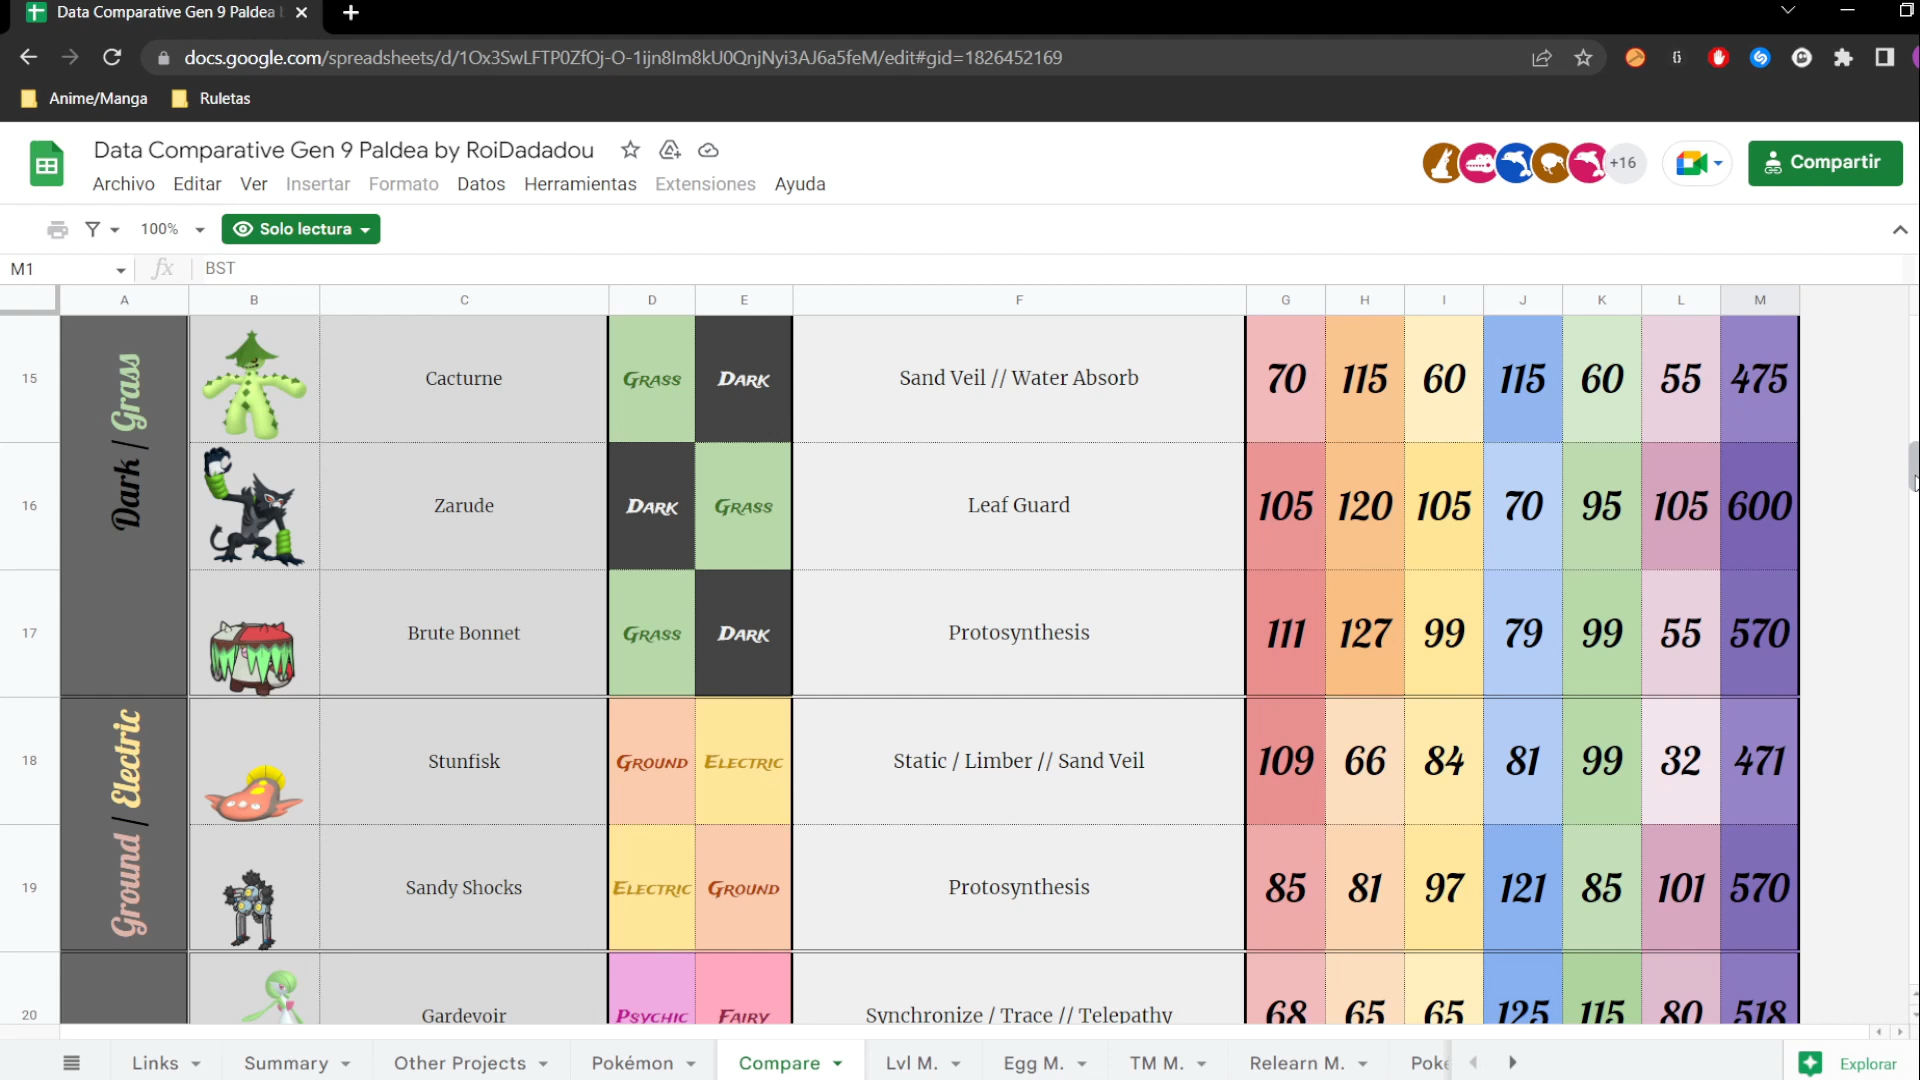 Data Comparative Gen 9 Paldea
docs.google.com/spreadsheets/d/1Ox3SwLFTP0ZfOj-O-1ijn8Im8kU0QnjNyi3AJ6a5feM/edit#gid=1826452169
Anime/Manga Ruletas
Data Comparative Gen 9 Paldea by RoiDadadou
+16 Compartir
Archivo Editar Ver Insertar Formato Datos Herramientas Extensiones Ayuda
100% Solo lectura
M1 fx BST
A B C D E F G H I J K L M
Dark | Grass
15 Cacturne GRASS DARK Sand Veil // Water Absorb 70 115 60 115 60 55 475
16 Zarude DARK GRASS Leaf Guard 105 120 105 70 95 105 600
17 Brute Bonnet GRASS DARK Protosynthesis 111 127 99 79 99 55 570
Ground | Electric
18 Stunfisk GROUND ELECTRIC Static / Limber // Sand Veil 109 66 84 81 99 32 471
19 Sandy Shocks ELECTRIC GROUND Protosynthesis 85 81 97 121 85 101 570
20 Gardevoir PSYCHIC FAIRY Synchronize / Trace // Telepathy 68 65 65 125 115 80 518
Links Summary Other Projects Pokémon Compare Lvl M. Egg M. TM M. Relearn M. Poké Explorar